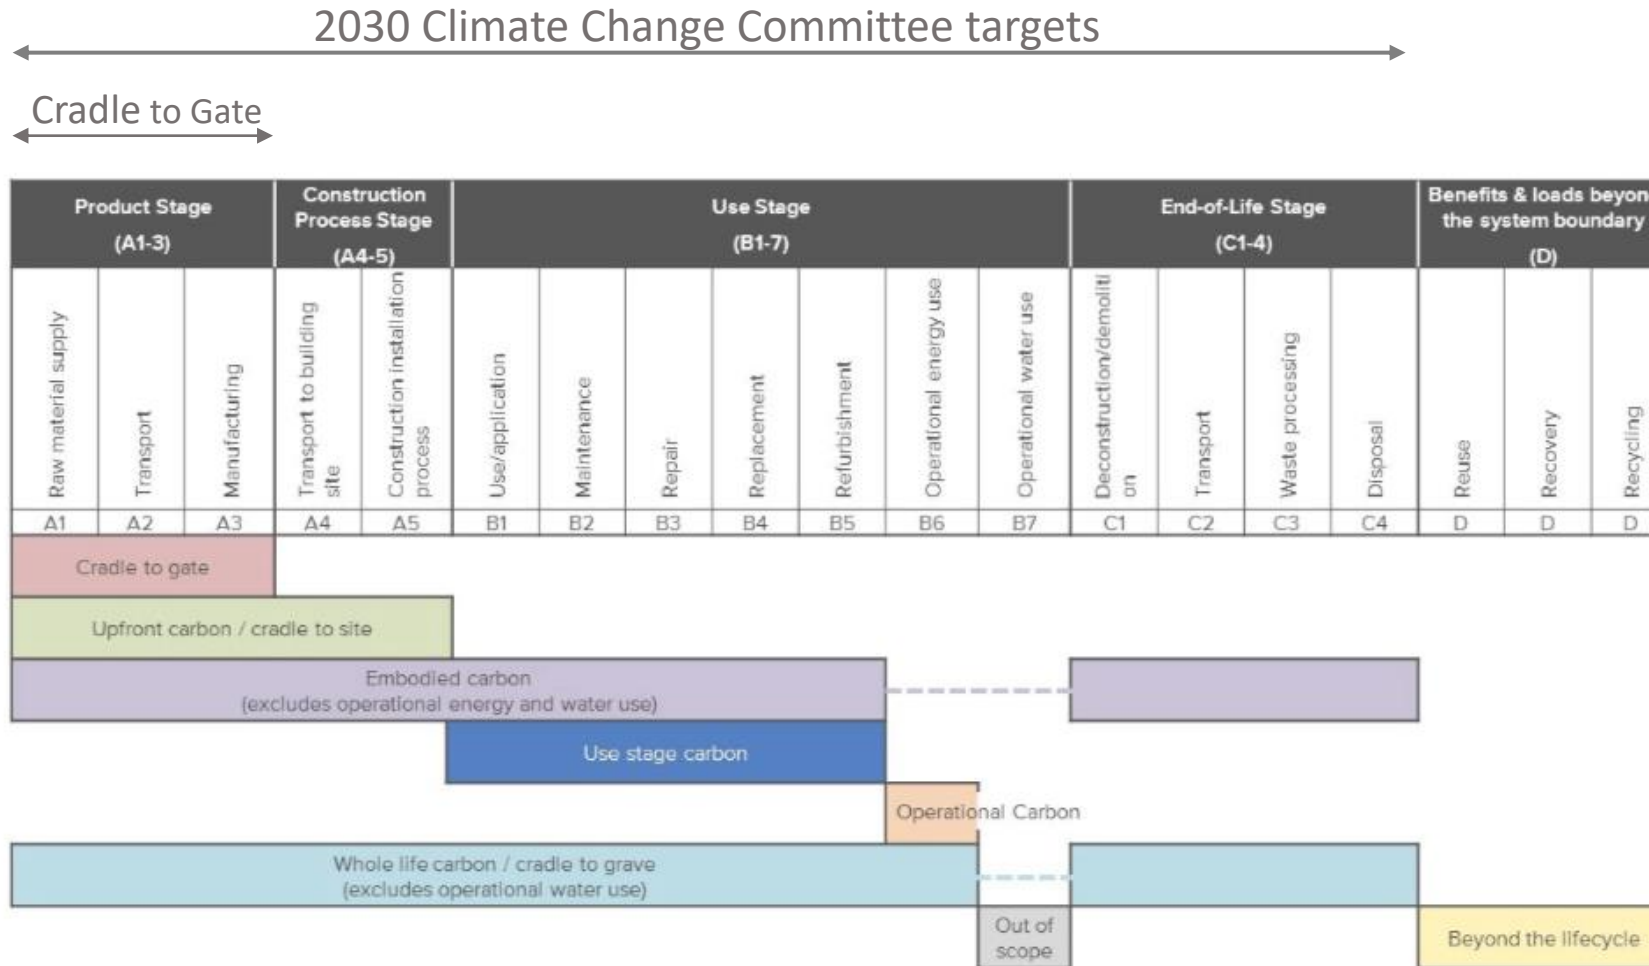 2030 Climate Change Committee targets
Cradle to Gate
Product Stage
(A1-3)
Construction
Process Stage
(A4-5)
Use Stage
(B1-7)
End-of-Life Stage
(C1-4)
Benefits & loads beyon
the system boundary
(D)
Raw material supply
Transport
Manufacturing
Transport to building
site
Construction installation
process
Use/application
Maintenance
Repair
Replacement
Refurbishment
Operational energy use
Operational water use
Deconstruction/demoliti
on
Transport
Waste processing
Disposal
Reuse
Recovery
Recycling
A1 A2 A3 A4 A5 B1 B2 B3 B4 B5 B6 B7 C1 C2 C3 C4 D D D
Cradle to gate
Upfront carbon / cradle to site
Embodied carbon
(excludes operational energy and water use)
Use stage carbon
Operational Carbon
Whole life carbon / cradle to grave
(excludes operational water use)
Out of
scope
Beyond the lifecycle